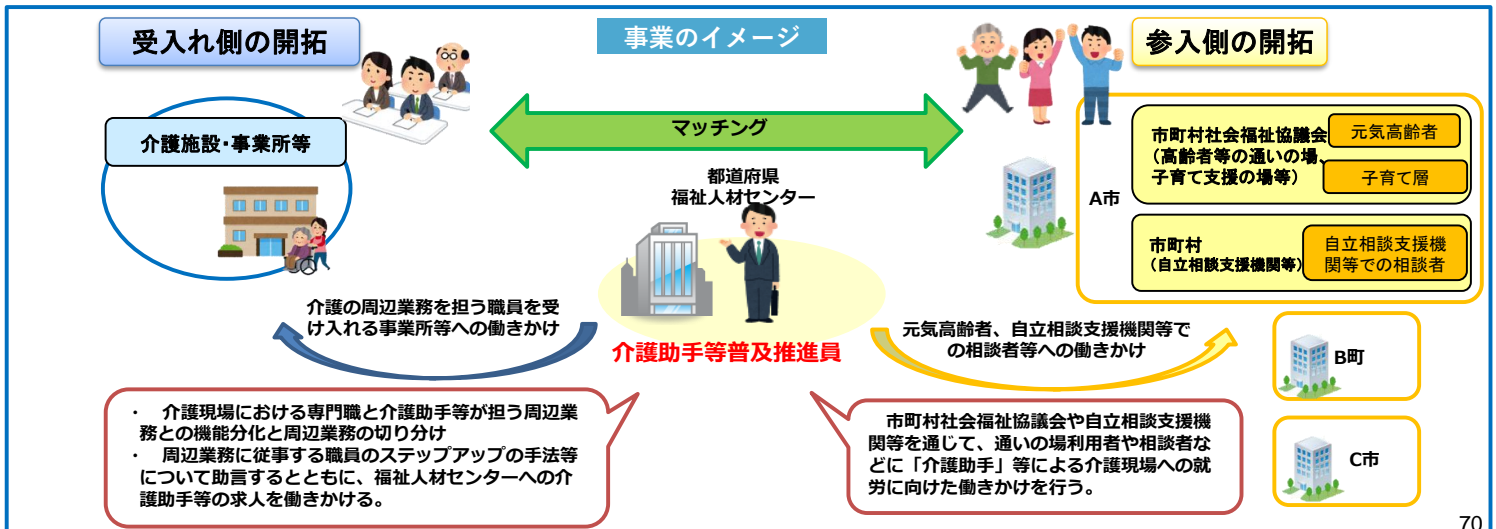 受入れ側の開拓
事業のイメージ
参入側の開拓
マッチング
介護施設・事業所等
都道府県
福祉人材センター
介護助手等普及推進員
A市
市町村社会福祉協議会
(高齢者等の通いの場、
子育て支援の場等)
元気高齢者
子育て層
市町村
(自立相談支援機関等)
自立相談支援機
関等での相談者
介護の周辺業務を担う職員を受
け入れる事業所等への働きかけ
元気高齢者、自立相談支援機関等で
の相談者等への働きかけ
B町
C市
・ 介護現場における専門職と介護助手等が担う周辺業
務との機能分化と周辺業務の切り分け
・ 周辺業務に従事する職員のステップアップの手法等
について助言するとともに、福祉人材センターへの介
護助手等の求人を働きかける。
市町村社会福祉協議会や自立相談支援機
関等を通じて、通いの場利用者や相談者な
どに「介護助手」等による介護現場への就
労に向けた働きかけを行う。
70